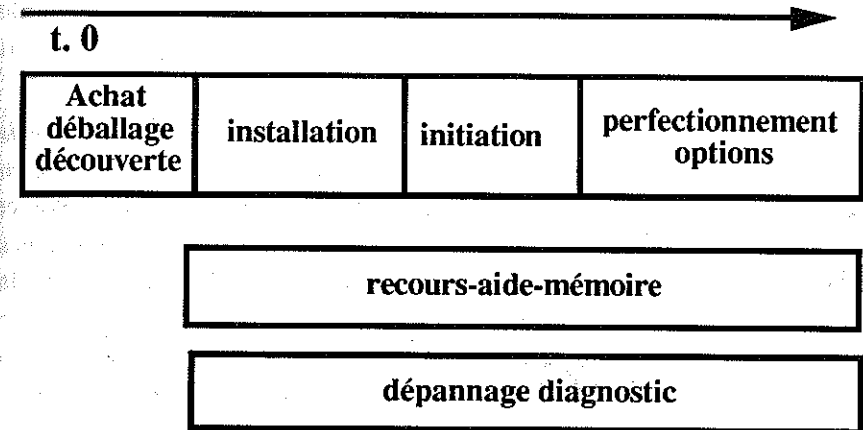 t. 0
Achat
déballage
découverte
installation
initiation
perfectionnement
options
recours-aide-mémoire
dépannage diagnostic